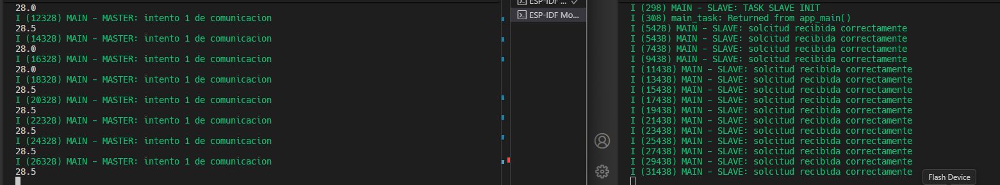 28.0
I (12328) MAIN - MASTER: intento 1 de comunicacion
28.5
I (14328) MAIN - MASTER: intento 1 de comunicacion
28.0
I (16328) MAIN - MASTER: intento 1 de comunicacion
28.0
I (18328) MAIN - MASTER: intento 1 de comunicacion
28.5
I (20328) MAIN - MASTER: intento 1 de comunicacion
28.5
I (22328) MAIN - MASTER: intento 1 de comunicacion
28.5
I (24328) MAIN - MASTER: intento 1 de comunicacion
28.5
I (26328) MAIN - MASTER: intento 1 de comunicacion
28.5
ESP-IDF ...
ESP-IDF Mo...
I (298) MAIN - SLAVE: TASK SLAVE INIT
I (308) main_task: Returned from app_main()
I (5428) MAIN - SLAVE: solcitud recibida correctamente
I (5438) MAIN - SLAVE: solcitud recibida correctamente
I (7438) MAIN - SLAVE: solcitud recibida correctamente
I (9438) MAIN - SLAVE: solcitud recibida correctamente
I (11438) MAIN - SLAVE: solcitud recibida correctamente
I (13438) MAIN - SLAVE: solcitud recibida correctamente
I (15438) MAIN - SLAVE: solcitud recibida correctamente
I (17438) MAIN - SLAVE: solcitud recibida correctamente
I (19438) MAIN - SLAVE: solcitud recibida correctamente
I (21438) MAIN - SLAVE: solcitud recibida correctamente
I (23438) MAIN - SLAVE: solcitud recibida correctamente
I (25438) MAIN - SLAVE: solcitud recibida correctamente
I (27438) MAIN - SLAVE: solcitud recibida correctamente
I (29438) MAIN - SLAVE: solcitud recibida correctamente
I (31438) MAIN - SLAVE: solcitud recibida correctamente
Flash Device